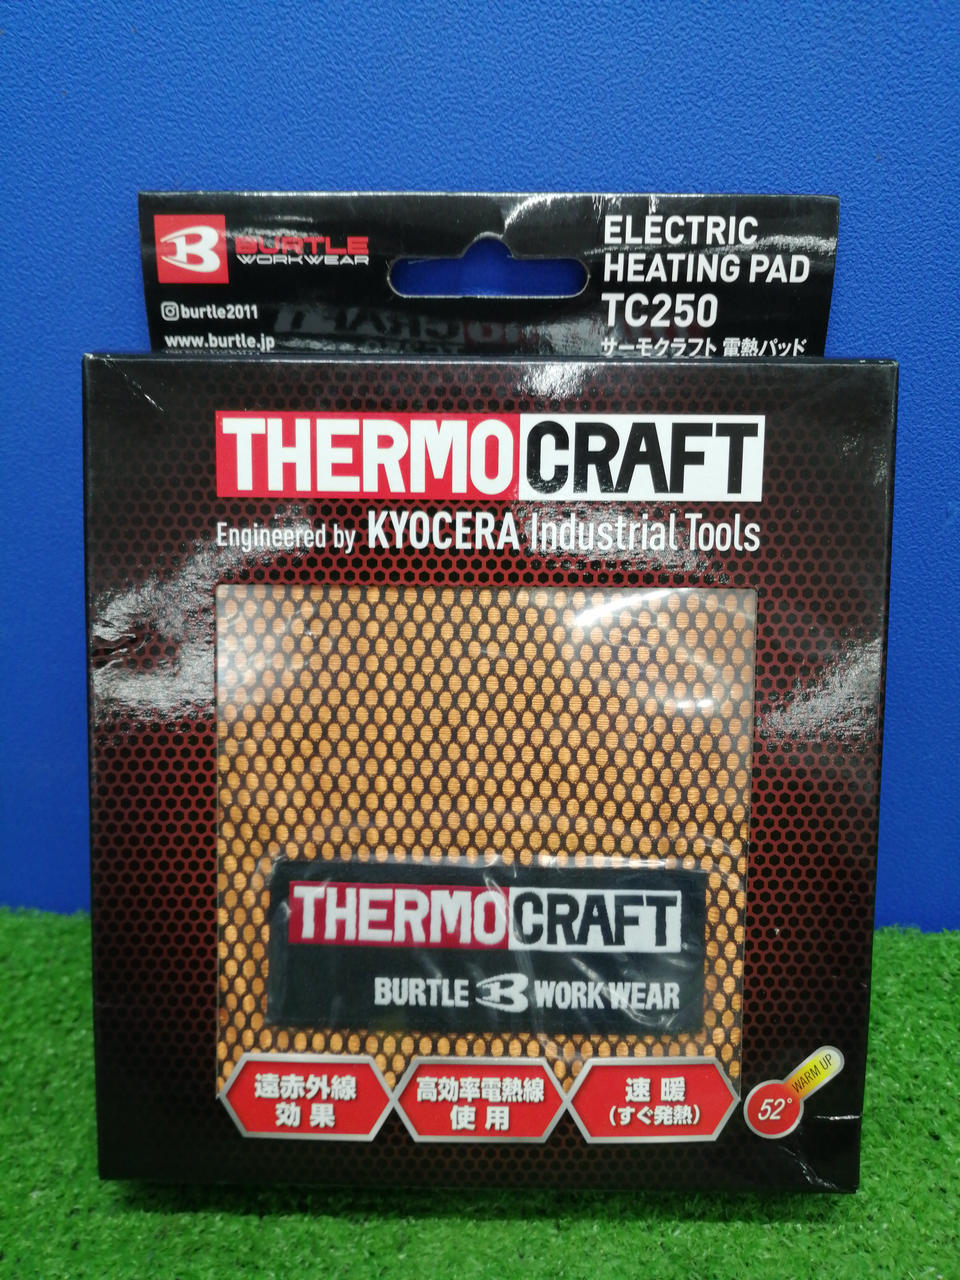 BURTLE
WORKWEAR
burtle2011
www.burtle.jp
ELECTRIC
HEATING PAD
TC250
サーモクラフト 電熱パッド
THERMOCRAFT
Engineered by KYOCERA Industrial Tools
THERMOCRAFT
BURTLE B WORK WEAR
遠赤外線
効果
高効率電熱線
使用
速暖
(すぐ発熱)
WARM UP
52°